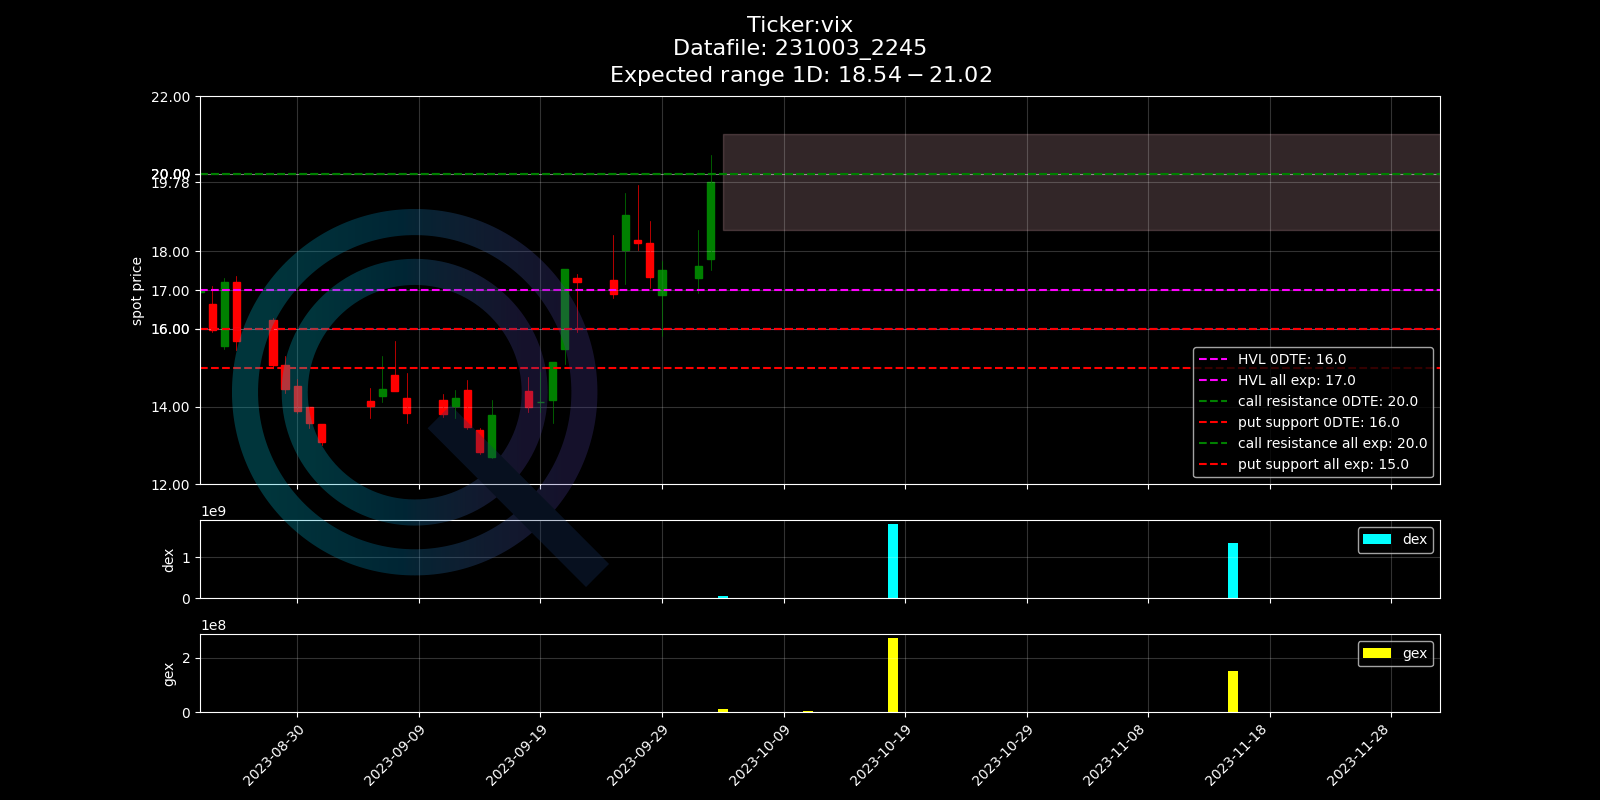 Ticker:vix
Datafile: 231003_2245
Expected range 1D: 18.54 − 21.02
22.00
20.00
19.78
18.00
17.00
16.00
14.00
12.00
spot price
HVL 0DTE: 16.0
HVL all exp: 17.0
call resistance 0DTE: 20.0
put support 0DTE: 16.0
call resistance all exp: 20.0
put support all exp: 15.0
1e9
1
0
dex
dex
1e8
2
0
gex
gex
2023-08-30
2023-09-09
2023-09-19
2023-09-29
2023-10-09
2023-10-19
2023-10-29
2023-11-08
2023-11-18
2023-11-28